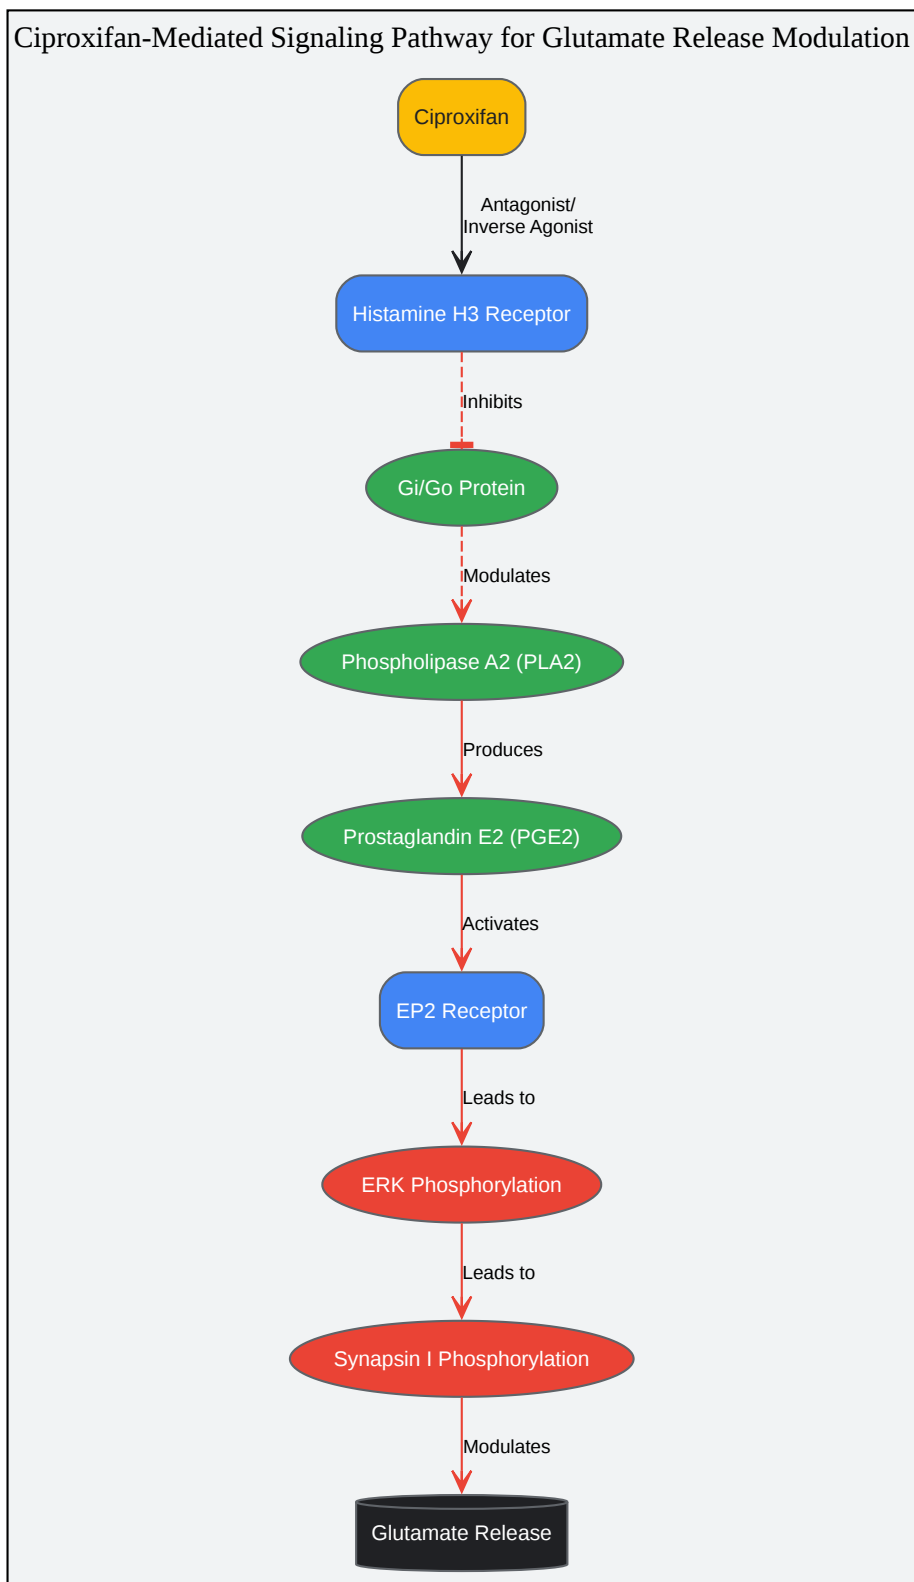 Ciproxifan-Mediated Signaling Pathway for Glutamate Release Modulation
Ciproxifan
Antagonist/
Inverse Agonist
Histamine H3 Receptor
Inhibits
Gi/Go Protein
Modulates
Phospholipase A2 (PLA2)
Produces
Prostaglandin E2 (PGE2)
Activates
EP2 Receptor
Leads to
ERK Phosphorylation
Leads to
Synapsin I Phosphorylation
Modulates
Glutamate Release